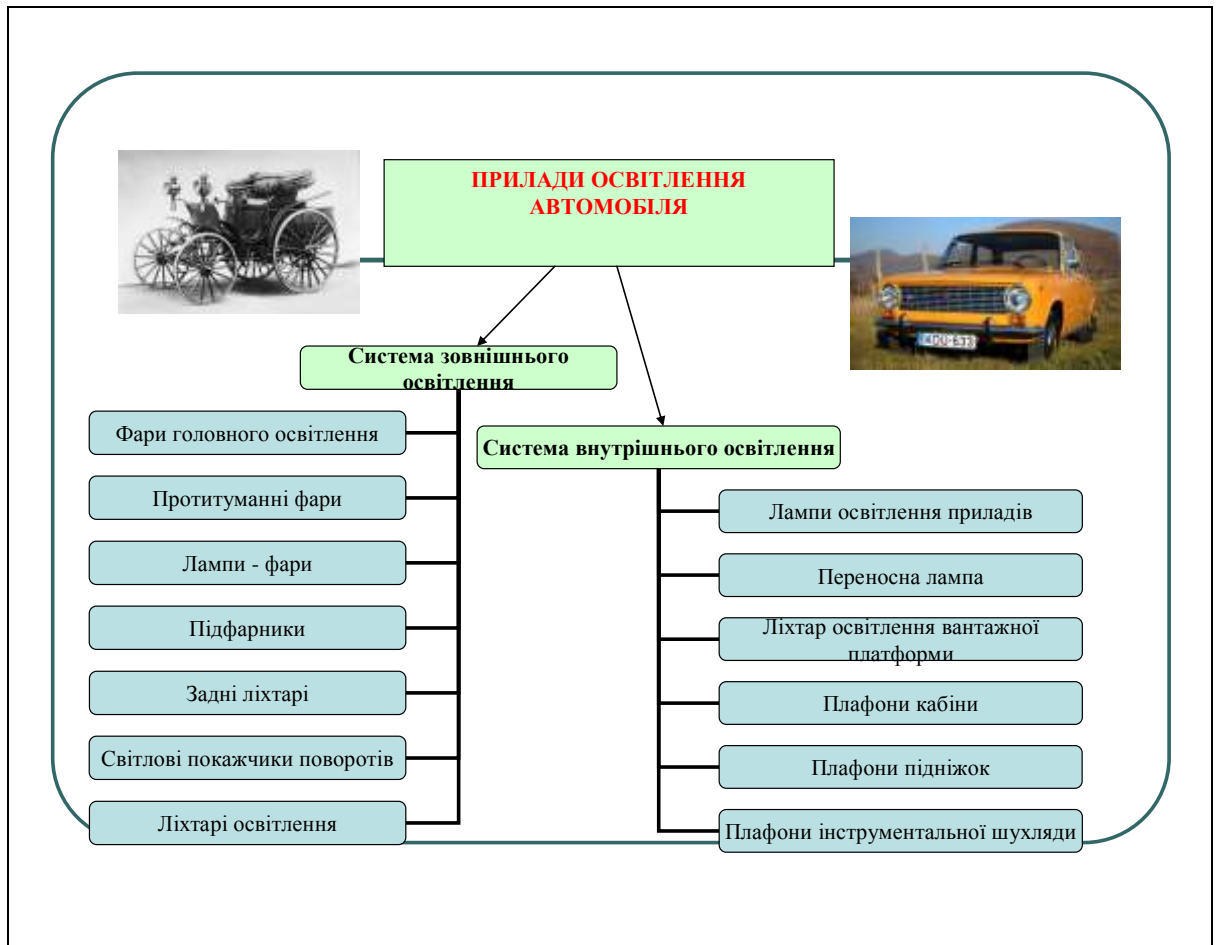 ПРИЛАДИ ОСВІТЛЕННЯ
АВТОМОБІЛЯ
Система зовнішнього
освітлення
Фари головного освітлення
Протитуманні фари
Лампи - фари
Підфарники
Задні ліхтарі
Світлові покажчики поворотів
Ліхтарі освітлення
Система внутрішнього освітлення
Лампи освітлення приладів
Переносна лампа
Ліхтар освітлення вантажної
платформи
Плафони кабіни
Плафони підніжок
Плафони інструментальної шухляди